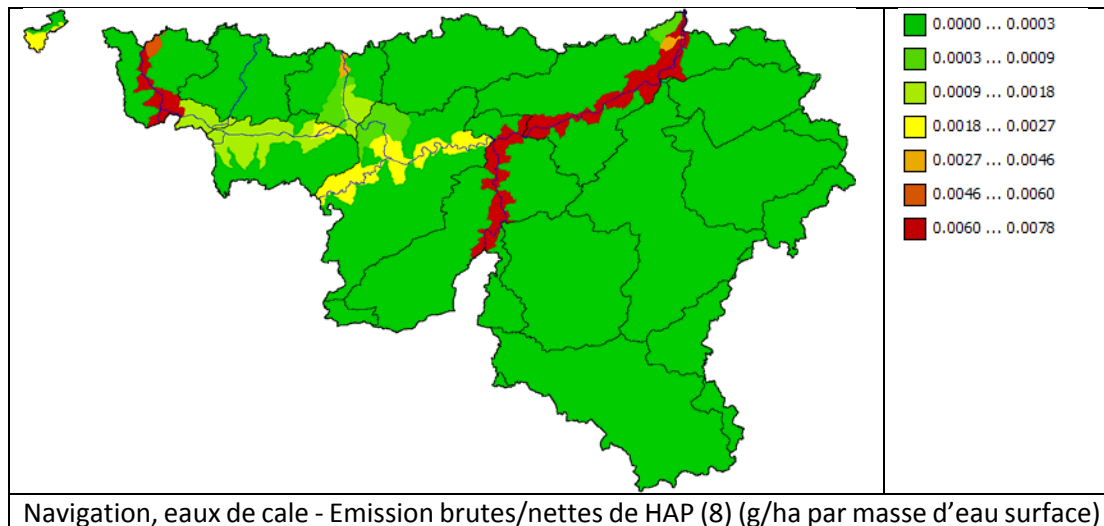 0.0000 ... 0.0003
0.0003 ... 0.0009
0.0009 ... 0.0018
0.0018 ... 0.0027
0.0027 ... 0.0046
0.0046 ... 0.0060
0.0060 ... 0.0078
Navigation, eaux de cale - Emission brutes/nettes de HAP (8) (g/ha par masse d'eau surface)